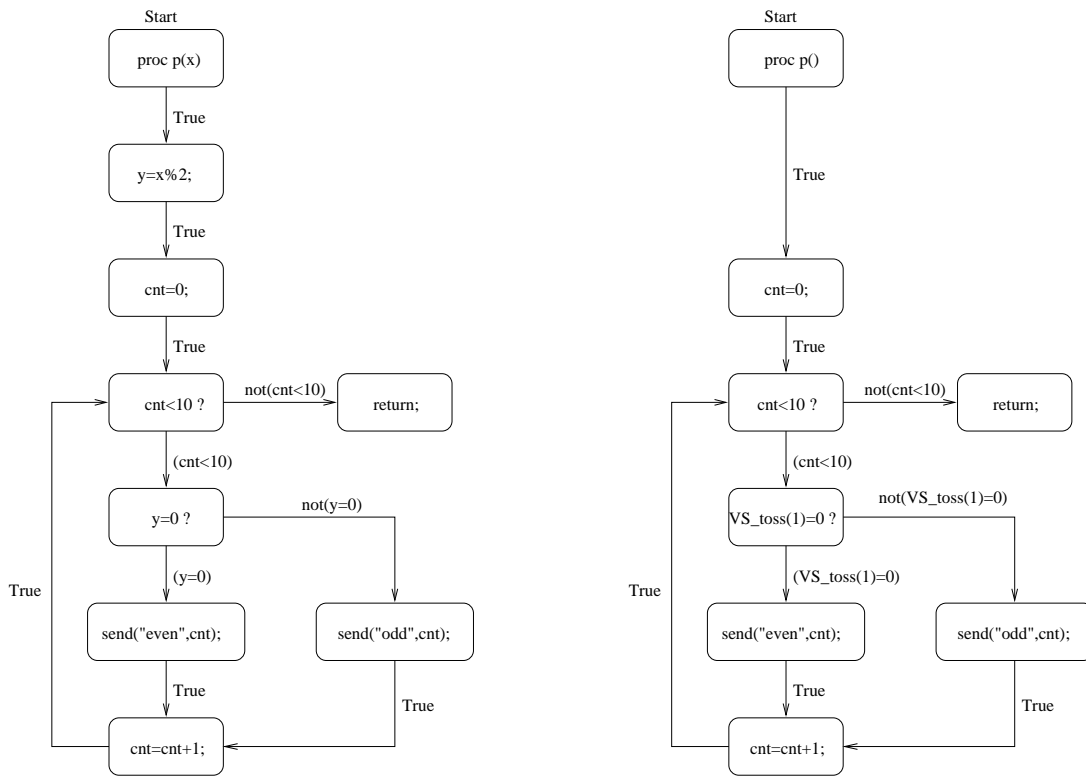 Start
proc p(x)
True
y=x%2;
True
cnt=0;
True
cnt<10 ?
not(cnt<10)
return;
(cnt<10)
y=0 ?
not(y=0)
(y=0)
True
send("even",cnt);
send("odd",cnt);
True
True
cnt=cnt+1;
Start
proc p()
True
cnt=0;
True
cnt<10 ?
not(cnt<10)
return;
(cnt<10)
VS_toss(1)=0 ?
not(VS_toss(1)=0)
(VS_toss(1)=0)
True
send("even",cnt);
send("odd",cnt);
True
True
cnt=cnt+1;